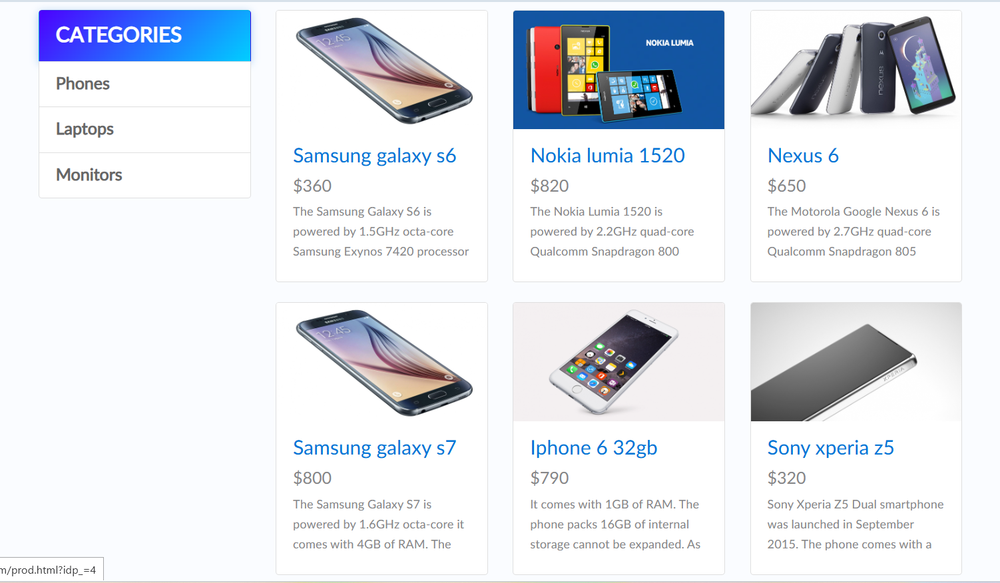 CATEGORIES
Phones
Laptops
Monitors
SAMSUNG
12:45
NOKIA LUMIA
nexus
Samsung galaxy s6
$360
The Samsung Galaxy S6 is
powered by 1.5GHz octa-core
Samsung Exynos 7420 processor
Nokia lumia 1520
$820
The Nokia Lumia 1520 is
powered by 2.2GHz quad-core
Qualcomm Snapdragon 800
Nexus 6
$650
The Motorola Google Nexus 6 is
powered by 2.7GHz quad-core
Qualcomm Snapdragon 805
SAMSUNG
12:45
XPERIA
Samsung galaxy s7
$800
The Samsung Galaxy S7 is
powered by 1.6GHz octa-core it
comes with 4GB of RAM. The
Iphone 6 32gb
$790
It comes with 1GB of RAM. The
phone packs 16GB of internal
storage cannot be expanded. As
Sony xperia z5
$320
Sony Xperia Z5 Dual smartphone
was launched in September
2015. The phone comes with a
m/prod.html?idp_=4